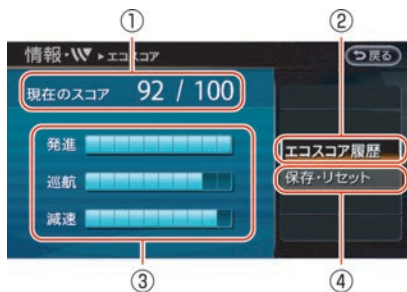 ① ②
情報・W ▸ エコスコア
戻る
現在のスコア 92 / 100
発進
巡航
減速
エコスコア履歴
保存・リセット
③ ④